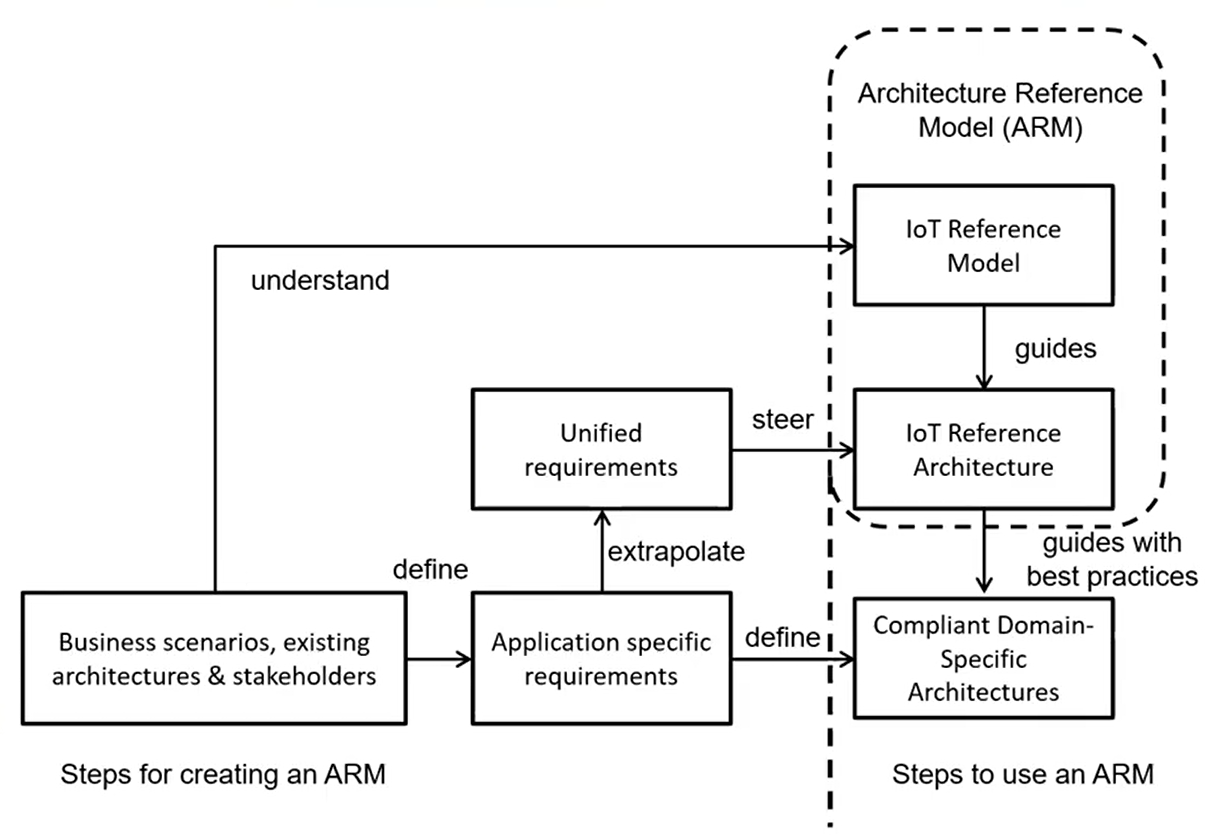 Architecture Reference
Model (ARM)
IoT Reference
Model
understand
guides
Unified
requirements
steer
IoT Reference
Architecture
define
extrapolate
guides with
best practices
Business scenarios, existing
architectures & stakeholders
Application specific
requirements
define
Compliant Domain-
Specific
Architectures
Steps for creating an ARM
Steps to use an ARM